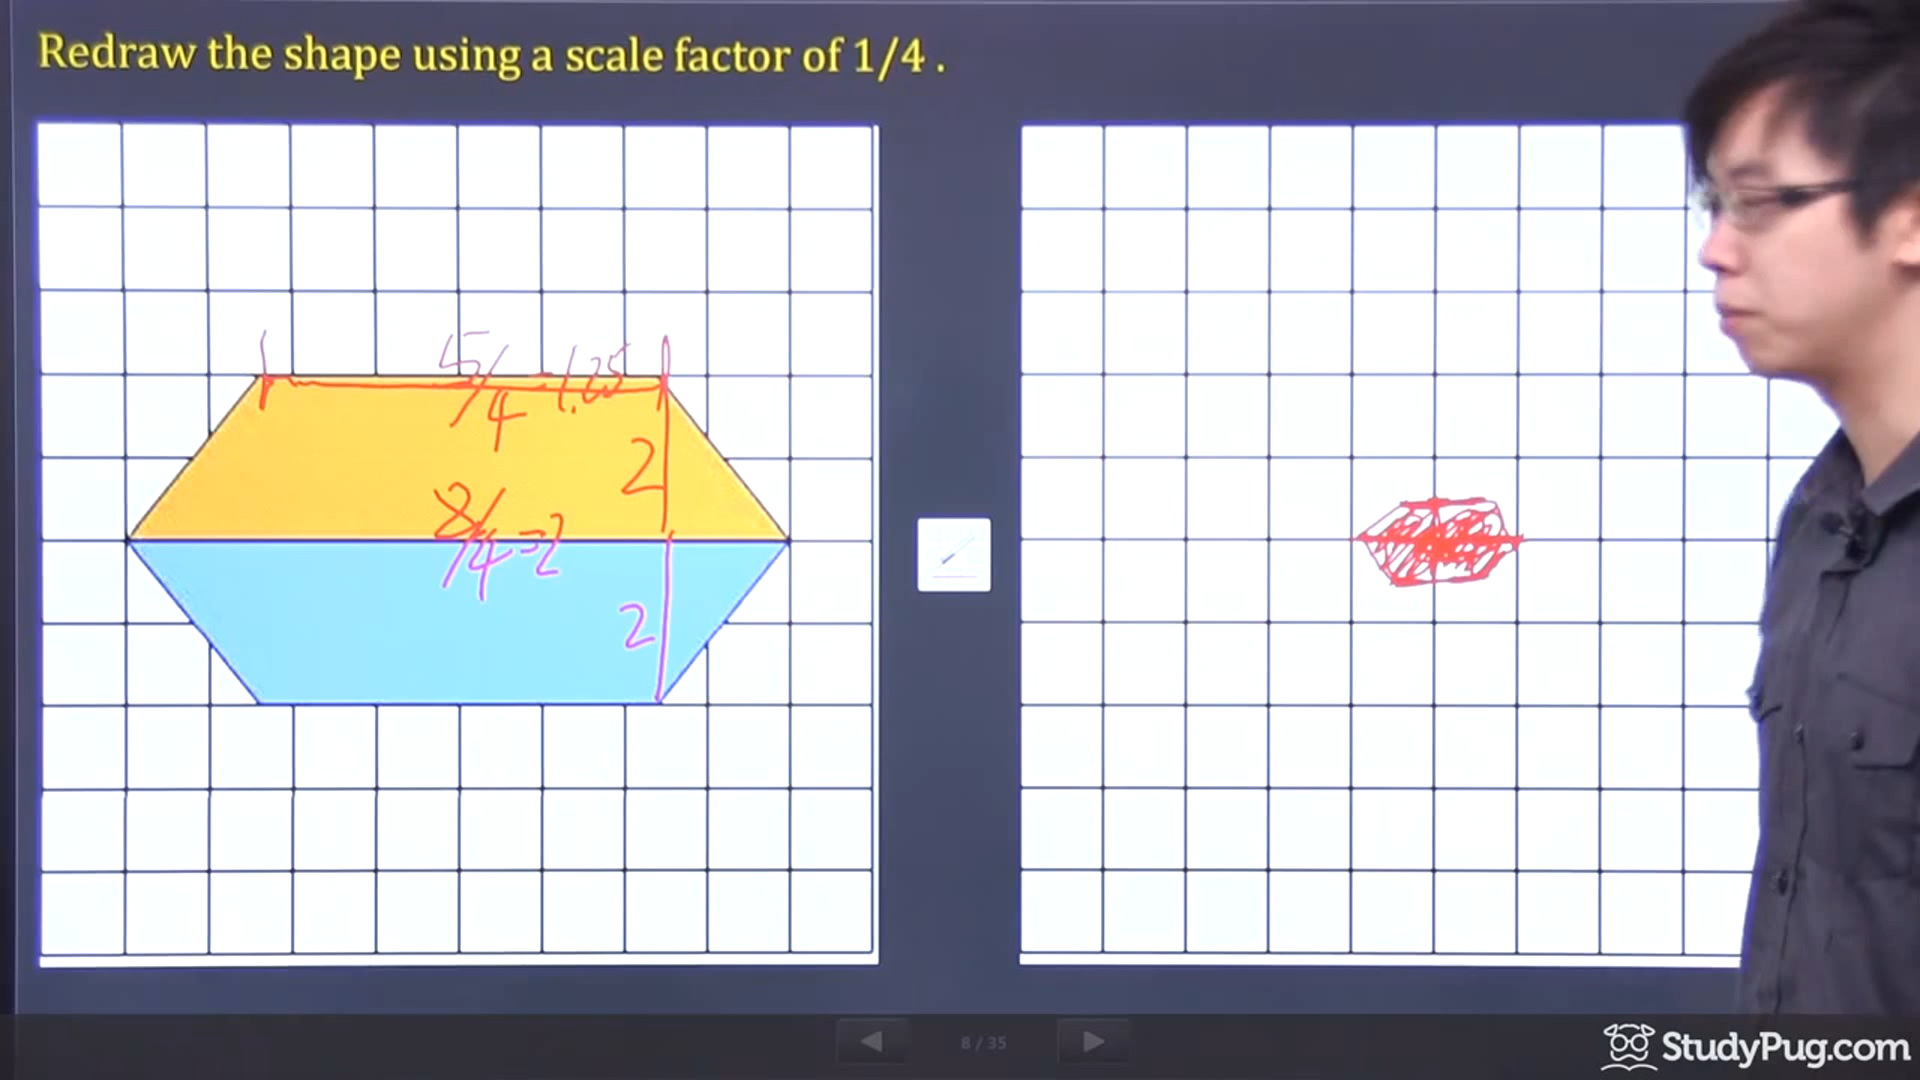 Redraw the shape using a scale factor of 1/4 .
5/4 = 1.25
2
8/4 = 2
2
8 / 35
StudyPug.com